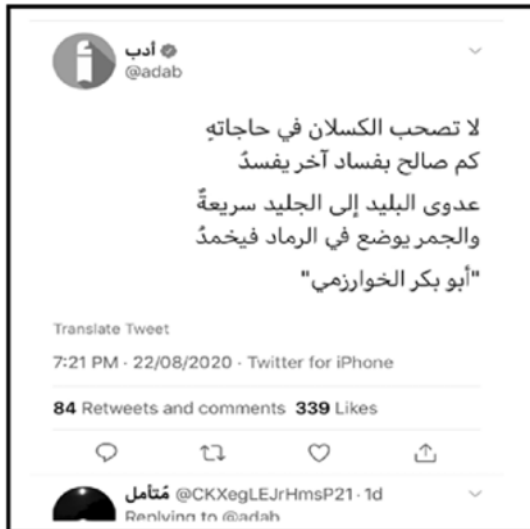 أدب
@adab
لا تصحب الكسلان في حاجاتهِ
كم صالح بفساد آخر يفسدُ
عدوى البليد إلى الجليد سريعةٌ
والجمر يوضع في الرماد فيخمدُ
"أبو بكر الخوارزمي"
Translate Tweet
7:21 PM · 22/08/2020 · Twitter for iPhone
84 Retweets and comments 339 Likes
مُتأمل @CKXegLEJrHmsP21 · 1d
Replying to @adab